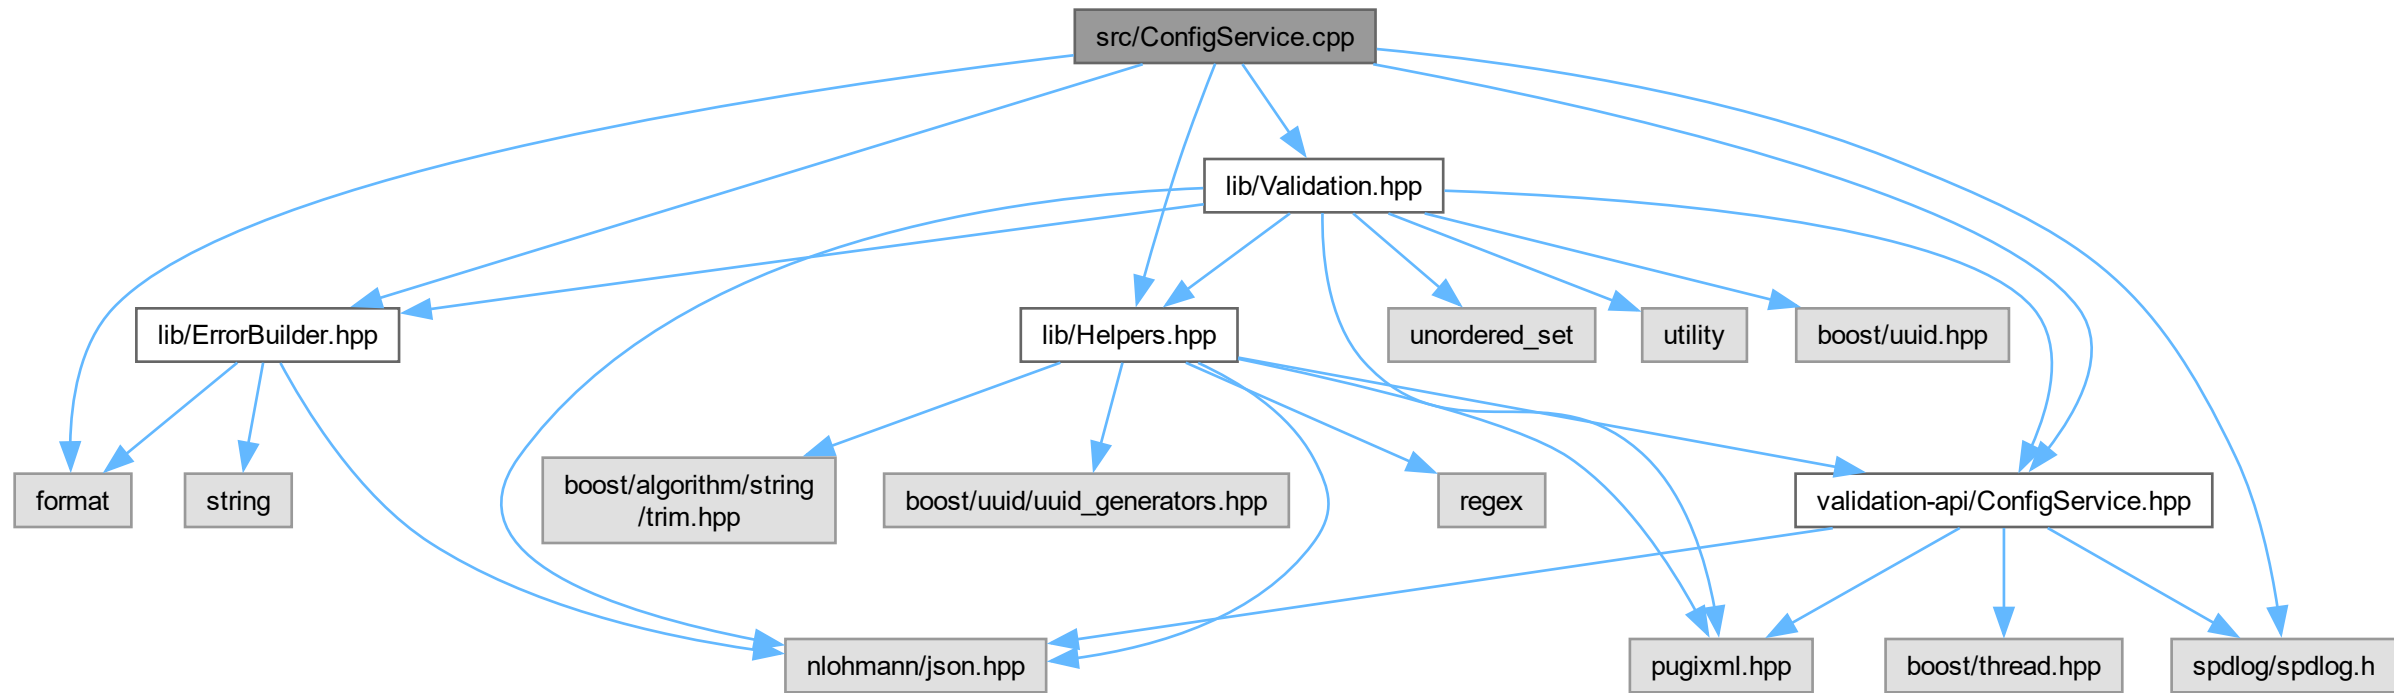 src/ConfigService.cpp
lib/Validation.hpp
lib/ErrorBuilder.hpp
lib/Helpers.hpp
unordered_set
utility
boost/uuid.hpp
format
string
boost/algorithm/string
/trim.hpp
boost/uuid/uuid_generators.hpp
regex
validation-api/ConfigService.hpp
nlohmann/json.hpp
pugixml.hpp
boost/thread.hpp
spdlog/spdlog.h